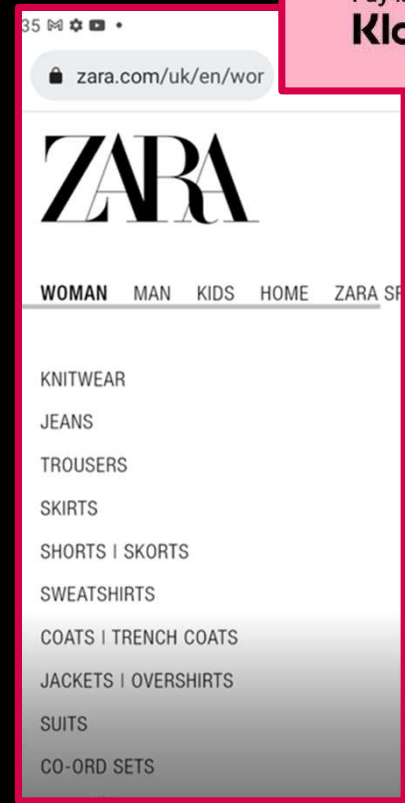 35
zara.com/uk/en/wor
ZARA
WOMAN MAN KIDS HOME ZARA
KNITWEAR
JEANS
TROUSERS
SKIRTS
SHORTS | SKORTS
SWEATSHIRTS
COATS | TRENCH COATS
JACKETS | OVERSHIRTS
SUITS
CO-ORD SETS